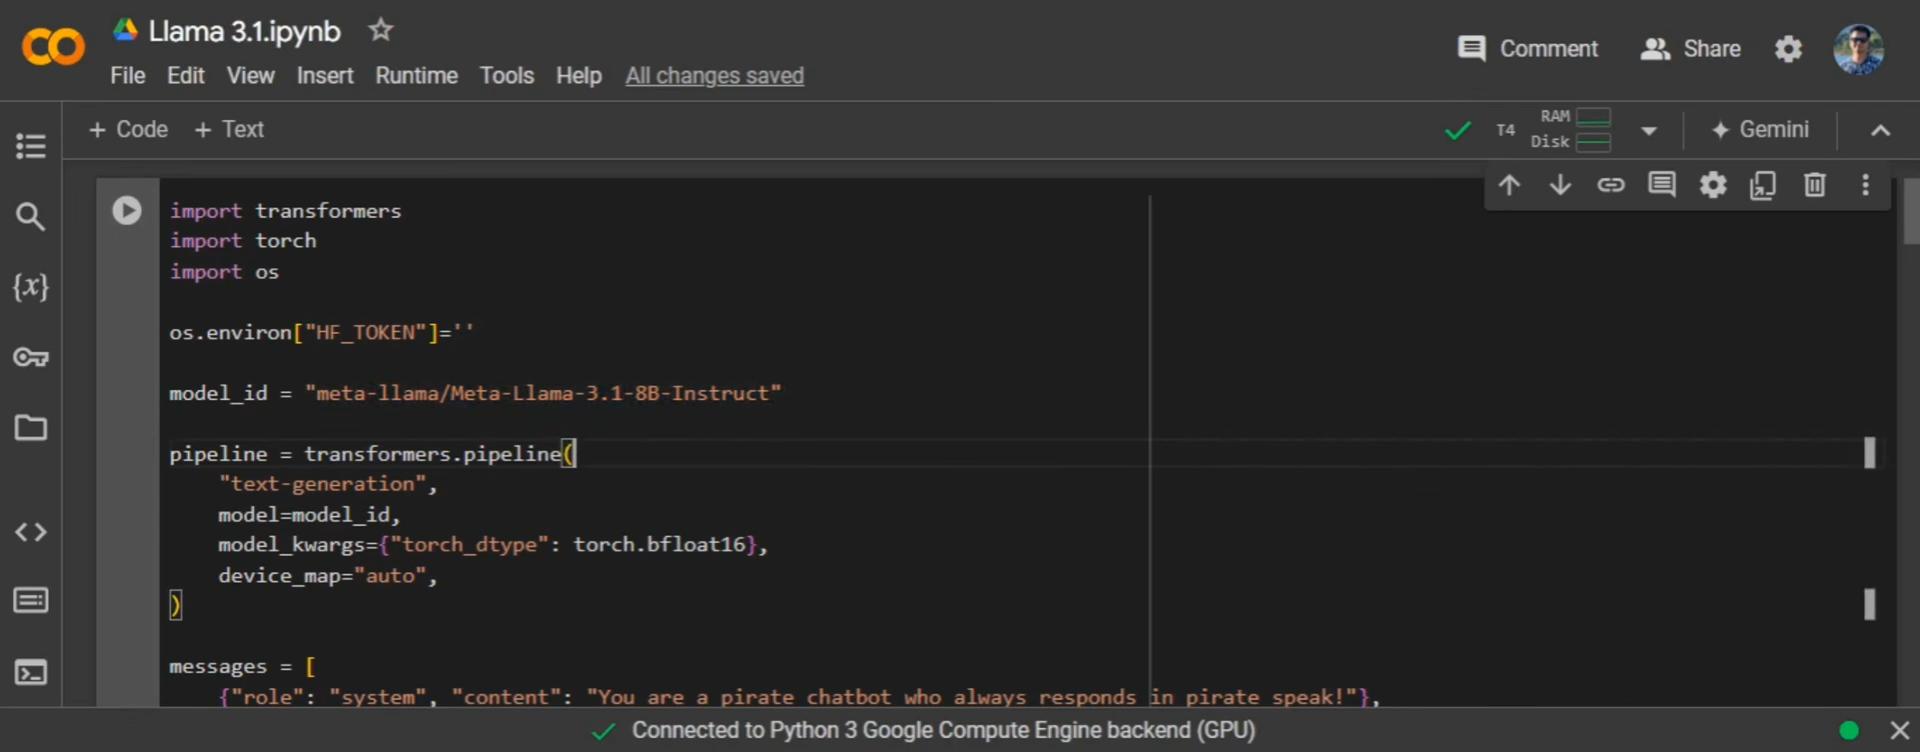 Llama 3.1.ipynb
File Edit View Insert Runtime Tools Help All changes saved
Comment Share
+ Code + Text
T4 RAM
Disk
Gemini
{x}
import transformers
import torch
import os
os.environ["HF_TOKEN"]=''
model_id = "meta-llama/Meta-Llama-3.1-8B-Instruct"
pipeline = transformers.pipeline(
"text-generation",
model=model_id,
model_kwargs={"torch_dtype": torch.bfloat16},
device_map="auto",
)
messages = [
{"role": "system", "content": "You are a pirate chatbot who always responds in pirate speak!"},
Connected to Python 3 Google Compute Engine backend (GPU)